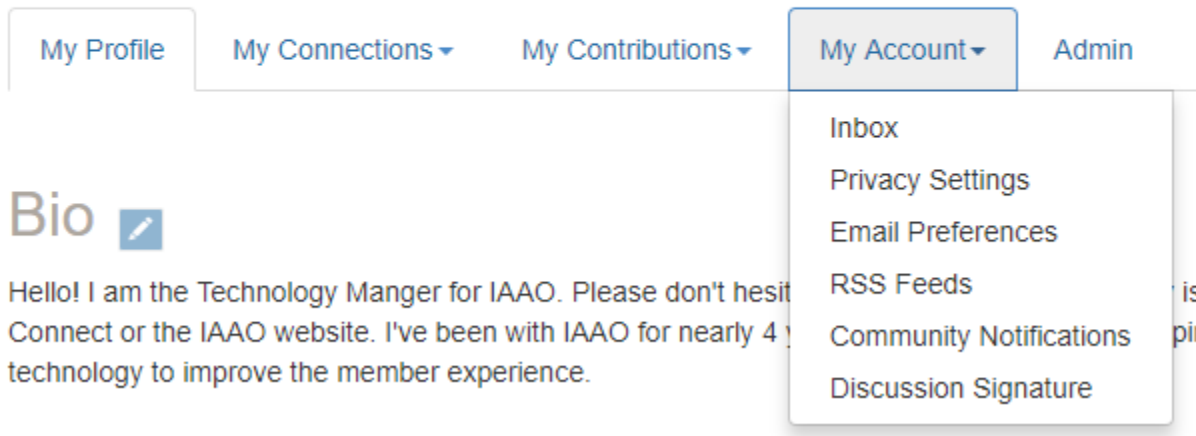 My Profile My Connections My Contributions My Account Admin
Inbox
Privacy Settings
Email Preferences
RSS Feeds
Community Notifications
Discussion Signature
Bio
Hello! I am the Technology Manger for IAAO. Please don't is
Connect or the IAAO website. I've been with IAAO for nearly 4
technology to improve the member experience.